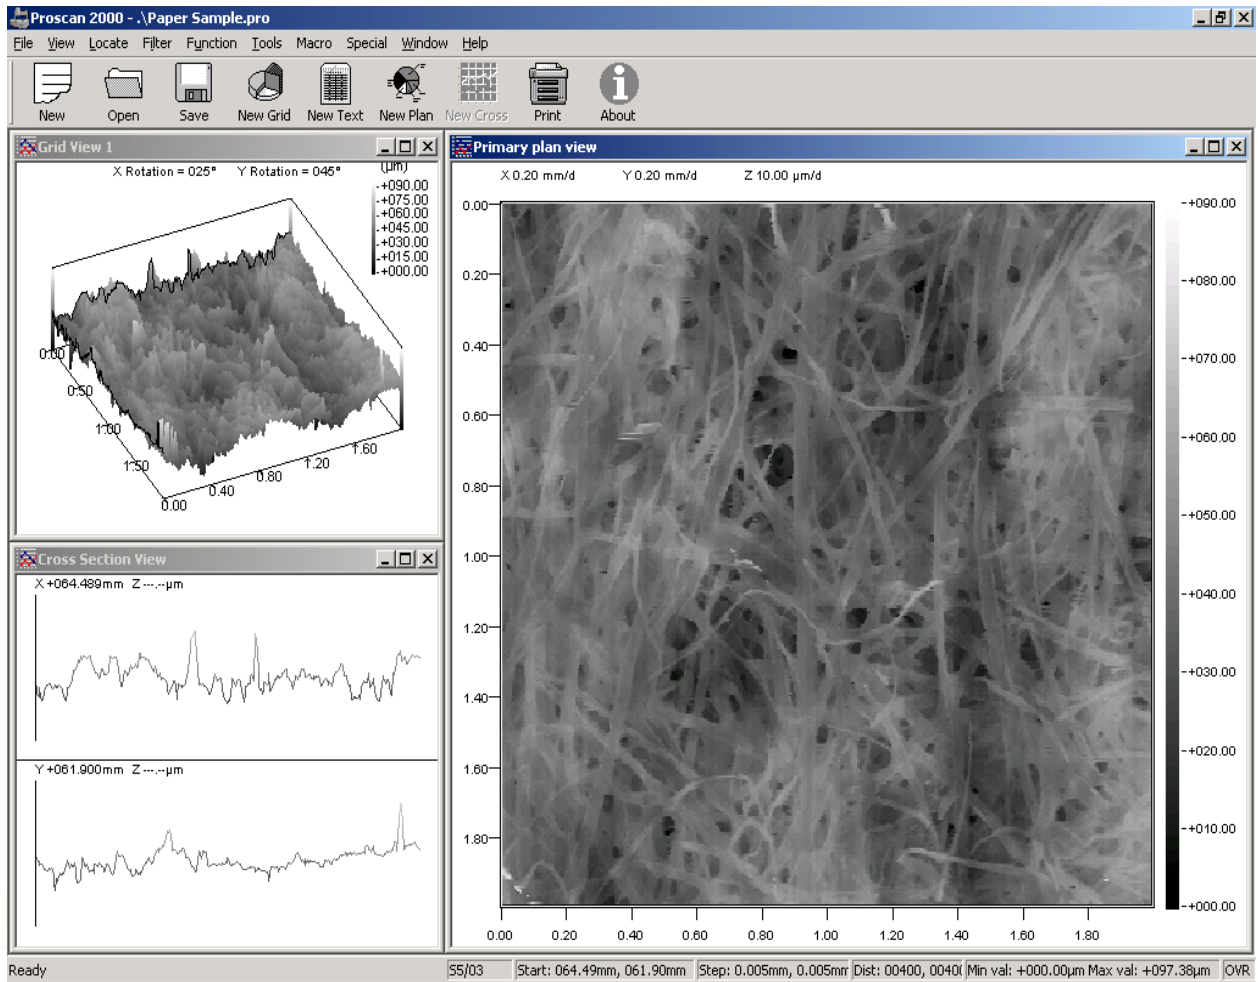 Proscan 2000 - .\Paper Sample.pro
File View Locate Filter Function Tools Macro Special Window Help
New Open Save New Grid New Text New Plan New Cross Print About
Grid View 1
X Rotation = 025° Y Rotation = 045°
(µm)
+090.00
+075.00
+060.00
+045.00
+030.00
+015.00
+000.00
0.00
0.50
1.00
1.50
0.00
0.40
0.80
1.20
1.60
Cross Section View
X +064.489mm Z ---.--µm
Y +061.900mm Z ---.--µm
Primary plan view
X 0.20 mm/d Y 0.20 mm/d Z 10.00 µm/d
0.00
0.20
0.40
0.60
0.80
1.00
1.20
1.40
1.60
1.80
0.00 0.20 0.40 0.60 0.80 1.00 1.20 1.40 1.60 1.80
+090.00
+080.00
+070.00
+060.00
+050.00
+040.00
+030.00
+020.00
+010.00
+000.00
Ready S5/03 Start: 064.49mm, 061.90mm Step: 0.005mm, 0.005mm Dist: 00400, 0040 Min val: +000.00µm Max val: +097.38µm OVR